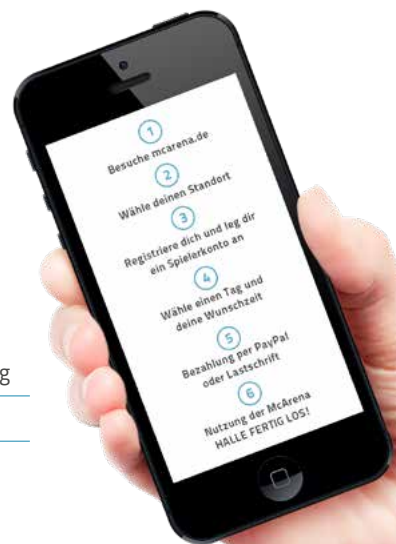 1
Besuche mcarena.de
2
Wähle deinen Standort
3
Registriere dich und leg dir
ein Spielerkonto an
4
Wähle einen Tag und
deine Wunschzeit
5
Bezahlung per PayPal
oder Lastschrift
6
Nutzung der McArena
HALLE FERTIG LOS!
g